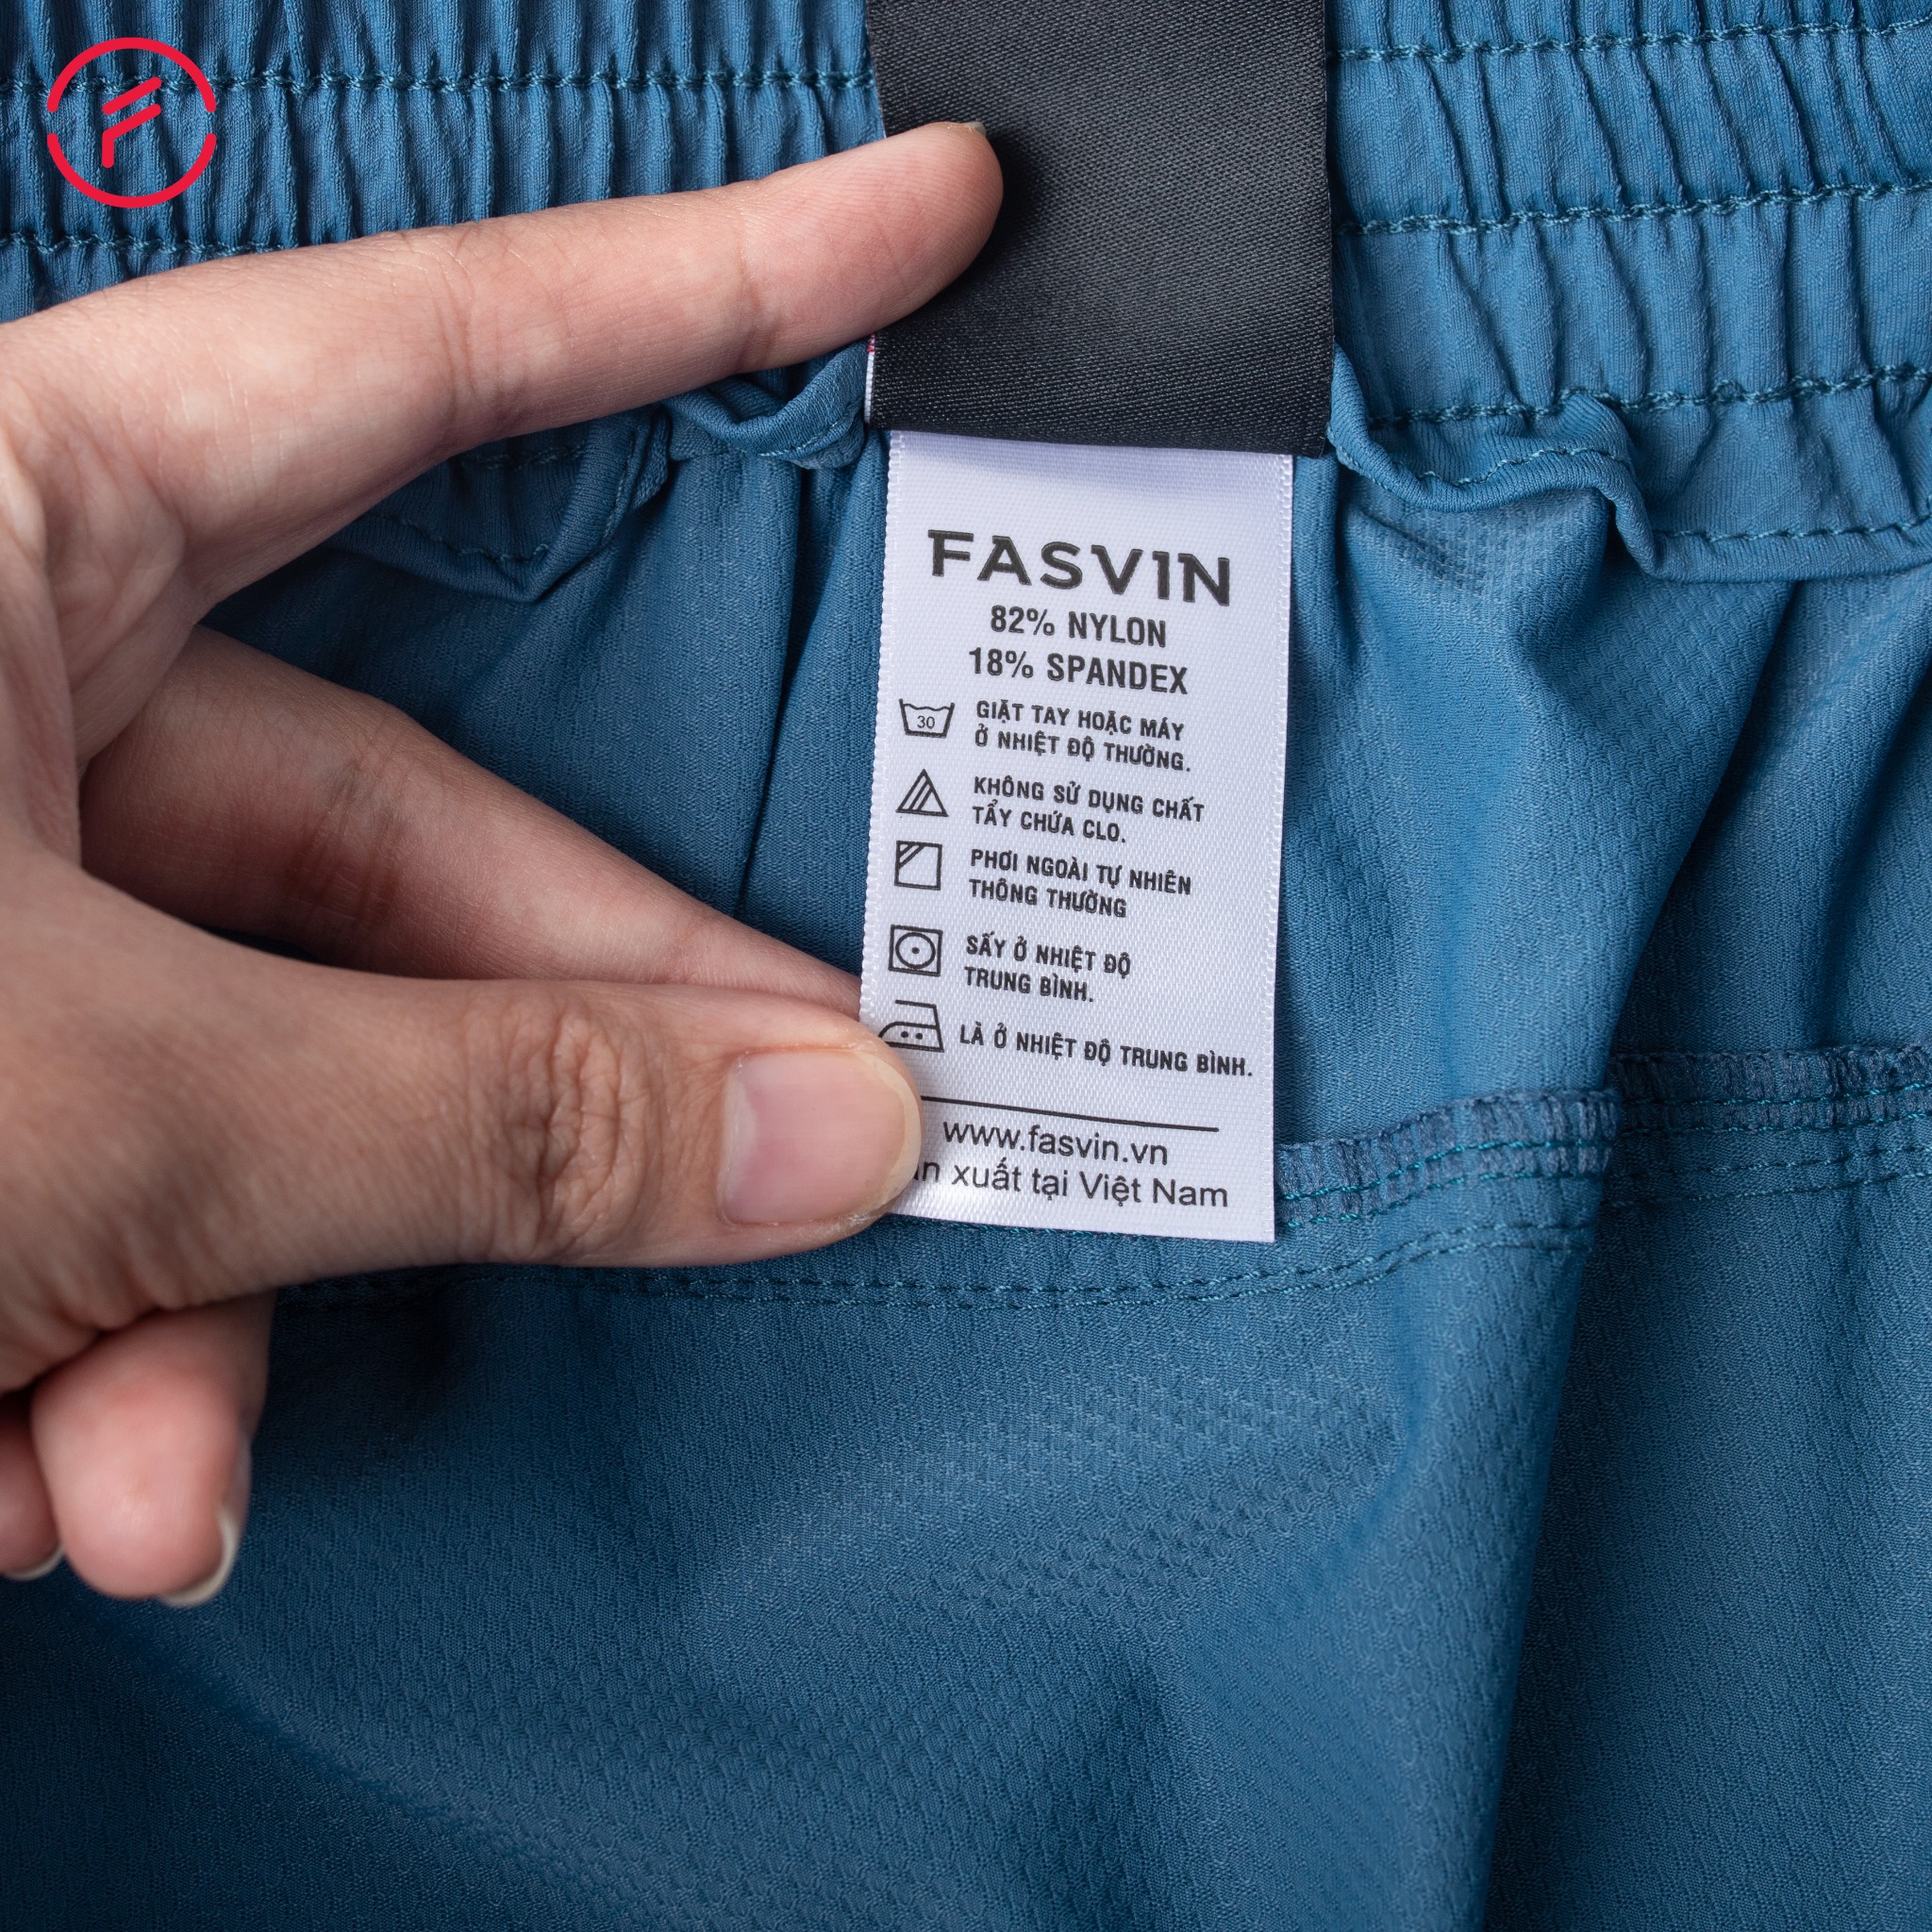 FASVIN
82% NYLON
18% SPANDEX
30
GIẶT TAY HOẶC MÁY
Ở NHIỆT ĐỘ THƯỜNG.
KHÔNG SỬ DỤNG CHẤT
TẨY CHỨA CLO.
PHƠI NGOÀI TỰ NHIÊN
THÔNG THƯỜNG
SẤY Ở NHIỆT ĐỘ
TRUNG BÌNH.
LÀ Ở NHIỆT ĐỘ TRUNG BÌNH.
www.fasvin.vn
xuất tại Việt Nam